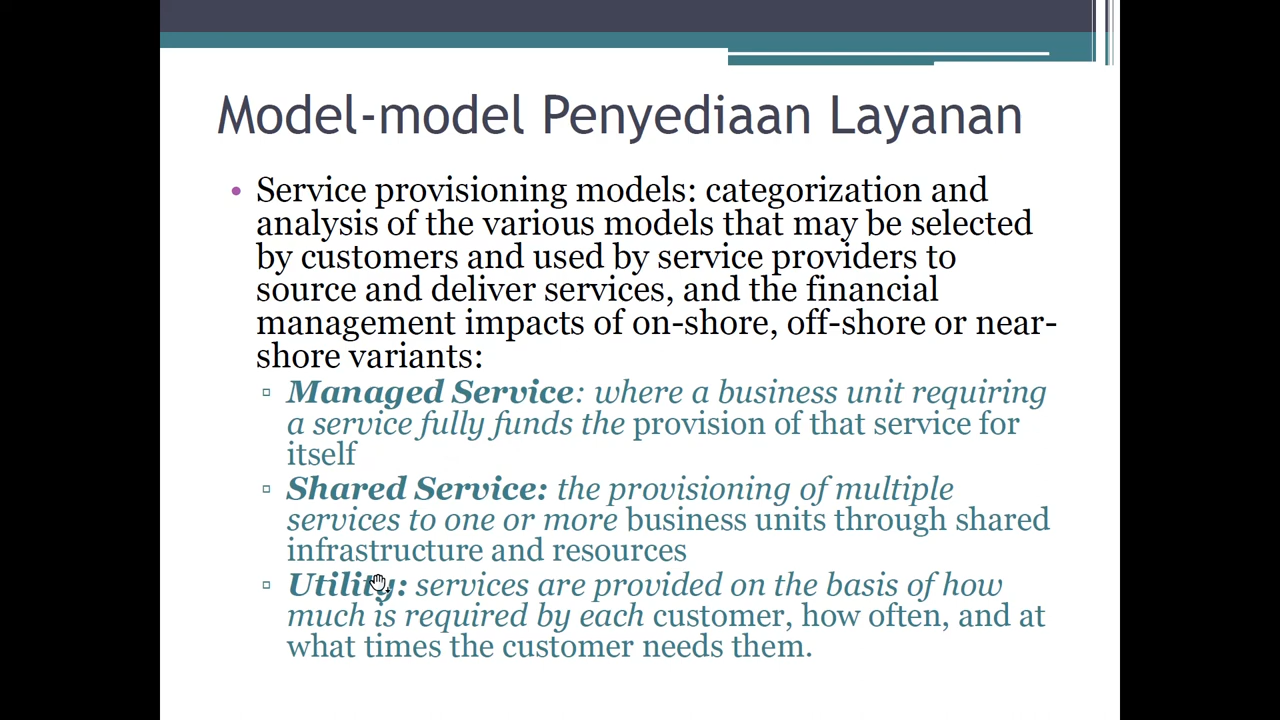 Model-model Penyediaan Layanan
• Service provisioning models: categorization and
analysis of the various models that may be selected
by customers and used by service providers to
source and deliver services, and the financial
management impacts of on-shore, off-shore or near-
shore variants:
▫ Managed Service: where a business unit requiring
a service fully funds the provision of that service for
itself
▫ Shared Service: the provisioning of multiple
services to one or more business units through shared
infrastructure and resources
▫ Utility: services are provided on the basis of how
much is required by each customer, how often, and at
what times the customer needs them.